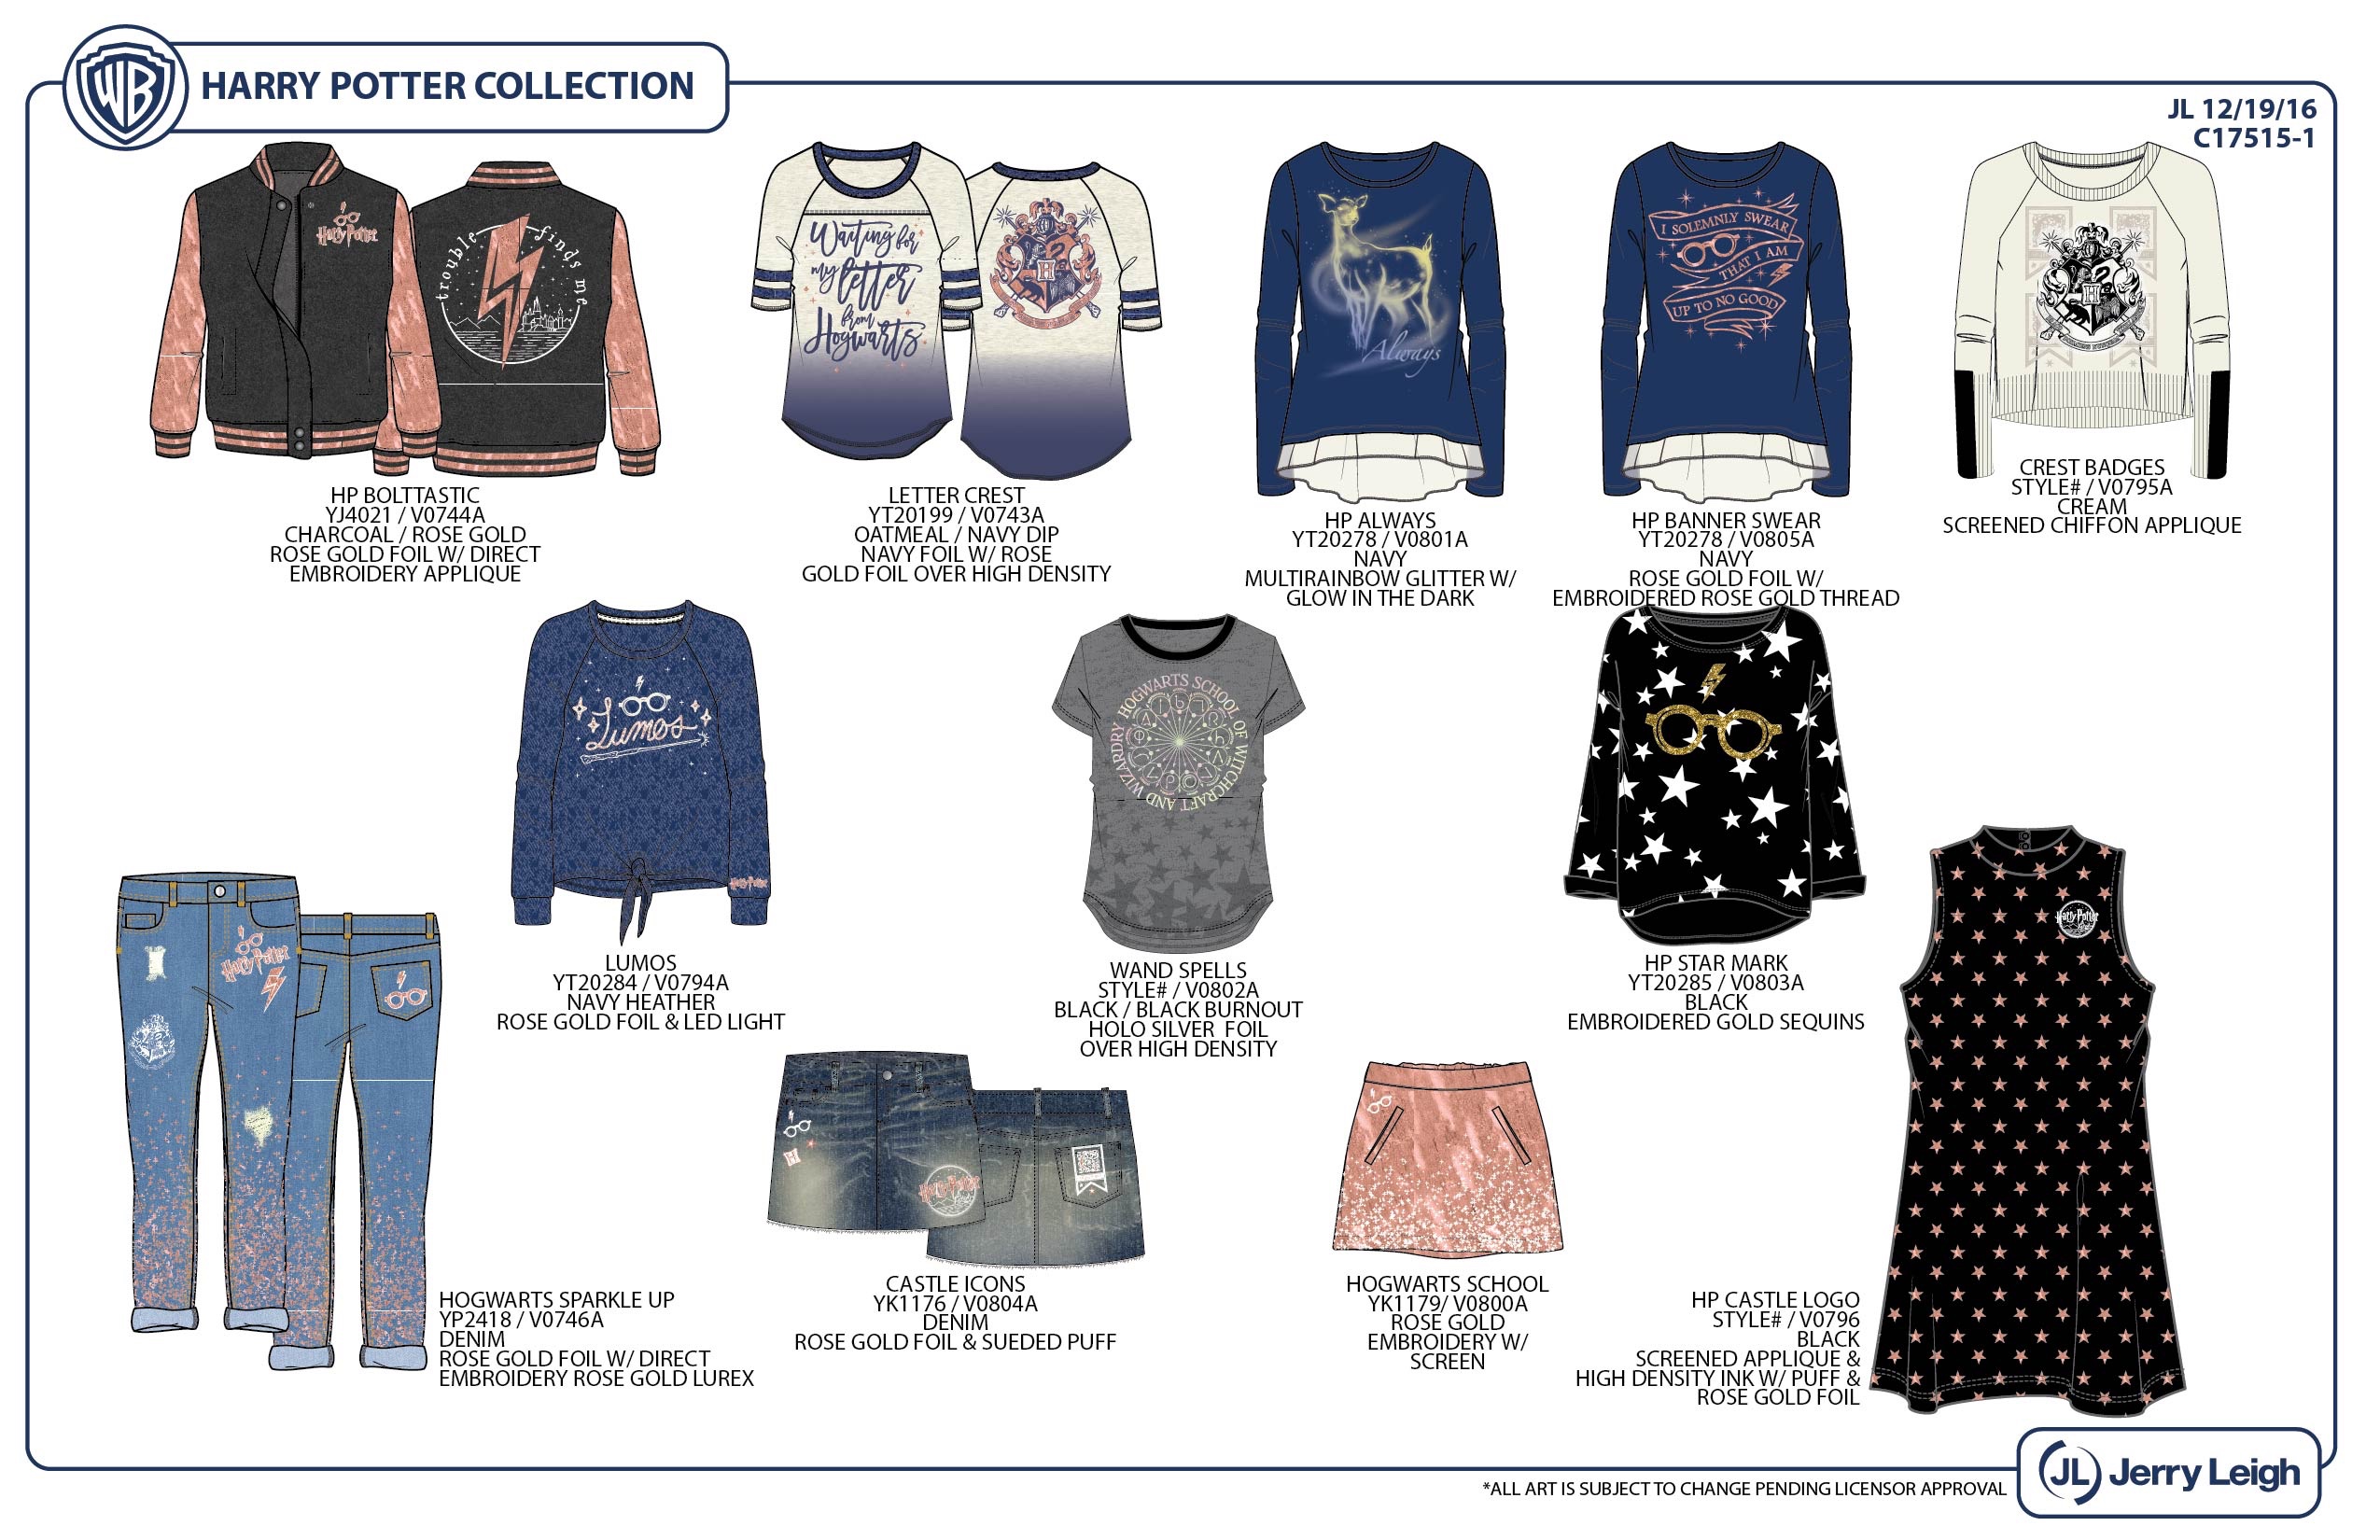 WB
HARRY POTTER COLLECTION
JL 12/19/16
C17515-1
Harry Potter
trouble finds me
HP BOLTTASTIC
YJ4021 / V0744A
CHARCOAL / ROSE GOLD
ROSE GOLD FOIL W/ DIRECT
EMBROIDERY APPLIQUE
Waiting for
my letter
from
Hogwarts
H
LETTER CREST
YT20199 / V0743A
OATMEAL / NAVY DIP
NAVY FOIL W/ ROSE
GOLD FOIL OVER HIGH DENSITY
Always
HP ALWAYS
YT20278 / V0801A
NAVY
MULTIRAINBOW GLITTER W/
GLOW IN THE DARK
I SOLEMNLY SWEAR
THAT I AM
UP TO NO GOOD
HP BANNER SWEAR
YT20278 / V0805A
NAVY
ROSE GOLD FOIL W/
EMBROIDERED ROSE GOLD THREAD
H
CREST BADGES
STYLE# / V0795A
CREAM
SCREENED CHIFFON APPLIQUE
Lumos
Harry Potter
LUMOS
YT20284 / V0794A
NAVY HEATHER
ROSE GOLD FOIL & LED LIGHT
HOGWARTS SCHOOL OF WITCHCRAFT AND WIZARDRY
WAND SPELLS
STYLE# / V0802A
BLACK / BLACK BURNOUT
HOLO SILVER FOIL
OVER HIGH DENSITY
HP STAR MARK
YT20285 / V0803A
BLACK
EMBROIDERED GOLD SEQUINS
Harry Potter
HOGWARTS SPARKLE UP
YP2418 / V0746A
DENIM
ROSE GOLD FOIL W/ DIRECT
EMBROIDERY ROSE GOLD LUREX
H
Harry Potter
CASTLE ICONS
YK1176 / V0804A
DENIM
ROSE GOLD FOIL & SUEDED PUFF
HOGWARTS SCHOOL
YK1179/ V0800A
ROSE GOLD
EMBROIDERY W/
SCREEN
Harry Potter
HP CASTLE LOGO
STYLE# / V0796
BLACK
SCREENED APPLIQUE &
HIGH DENSITY INK W/ PUFF &
ROSE GOLD FOIL
*ALL ART IS SUBJECT TO CHANGE PENDING LICENSOR APPROVAL
JL Jerry Leigh